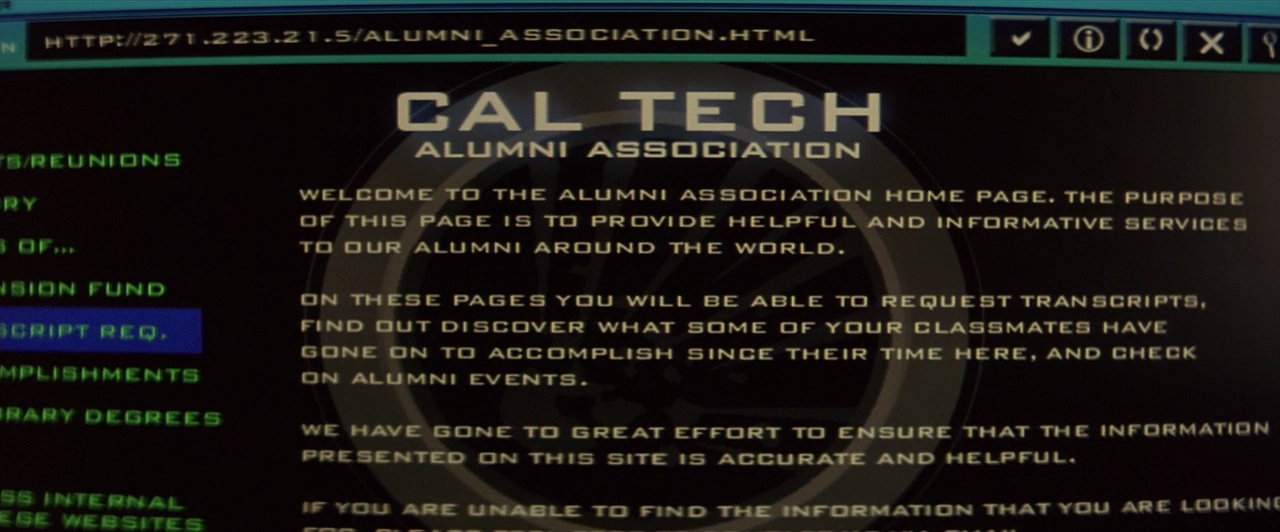 HTTP://271.223.21.5/ALUMNI_ASSOCIATION.HTML
CAL TECH
ALUMNI ASSOCIATION
TS/REUNIONS
RY
S OF...
NSION FUND
SCRIPT REQ.
MPLISHMENTS
RARY DEGREES
SS INTERNAL
EGE WEBSITES
WELCOME TO THE ALUMNI ASSOCIATION HOME PAGE. THE PURPOSE
OF THIS PAGE IS TO PROVIDE HELPFUL AND INFORMATIVE SERVICES
TO OUR ALUMNI AROUND THE WORLD.
ON THESE PAGES YOU WILL BE ABLE TO REQUEST TRANSCRIPTS,
FIND OUT DISCOVER WHAT SOME OF YOUR CLASSMATES HAVE
GONE ON TO ACCOMPLISH SINCE THEIR TIME HERE, AND CHECK
ON ALUMNI EVENTS.
WE HAVE GONE TO GREAT EFFORT TO ENSURE THAT THE INFORMATION
PRESENTED ON THIS SITE IS ACCURATE AND HELPFUL.
IF YOU ARE UNABLE TO FIND THE INFORMATION THAT YOU ARE LOOKING